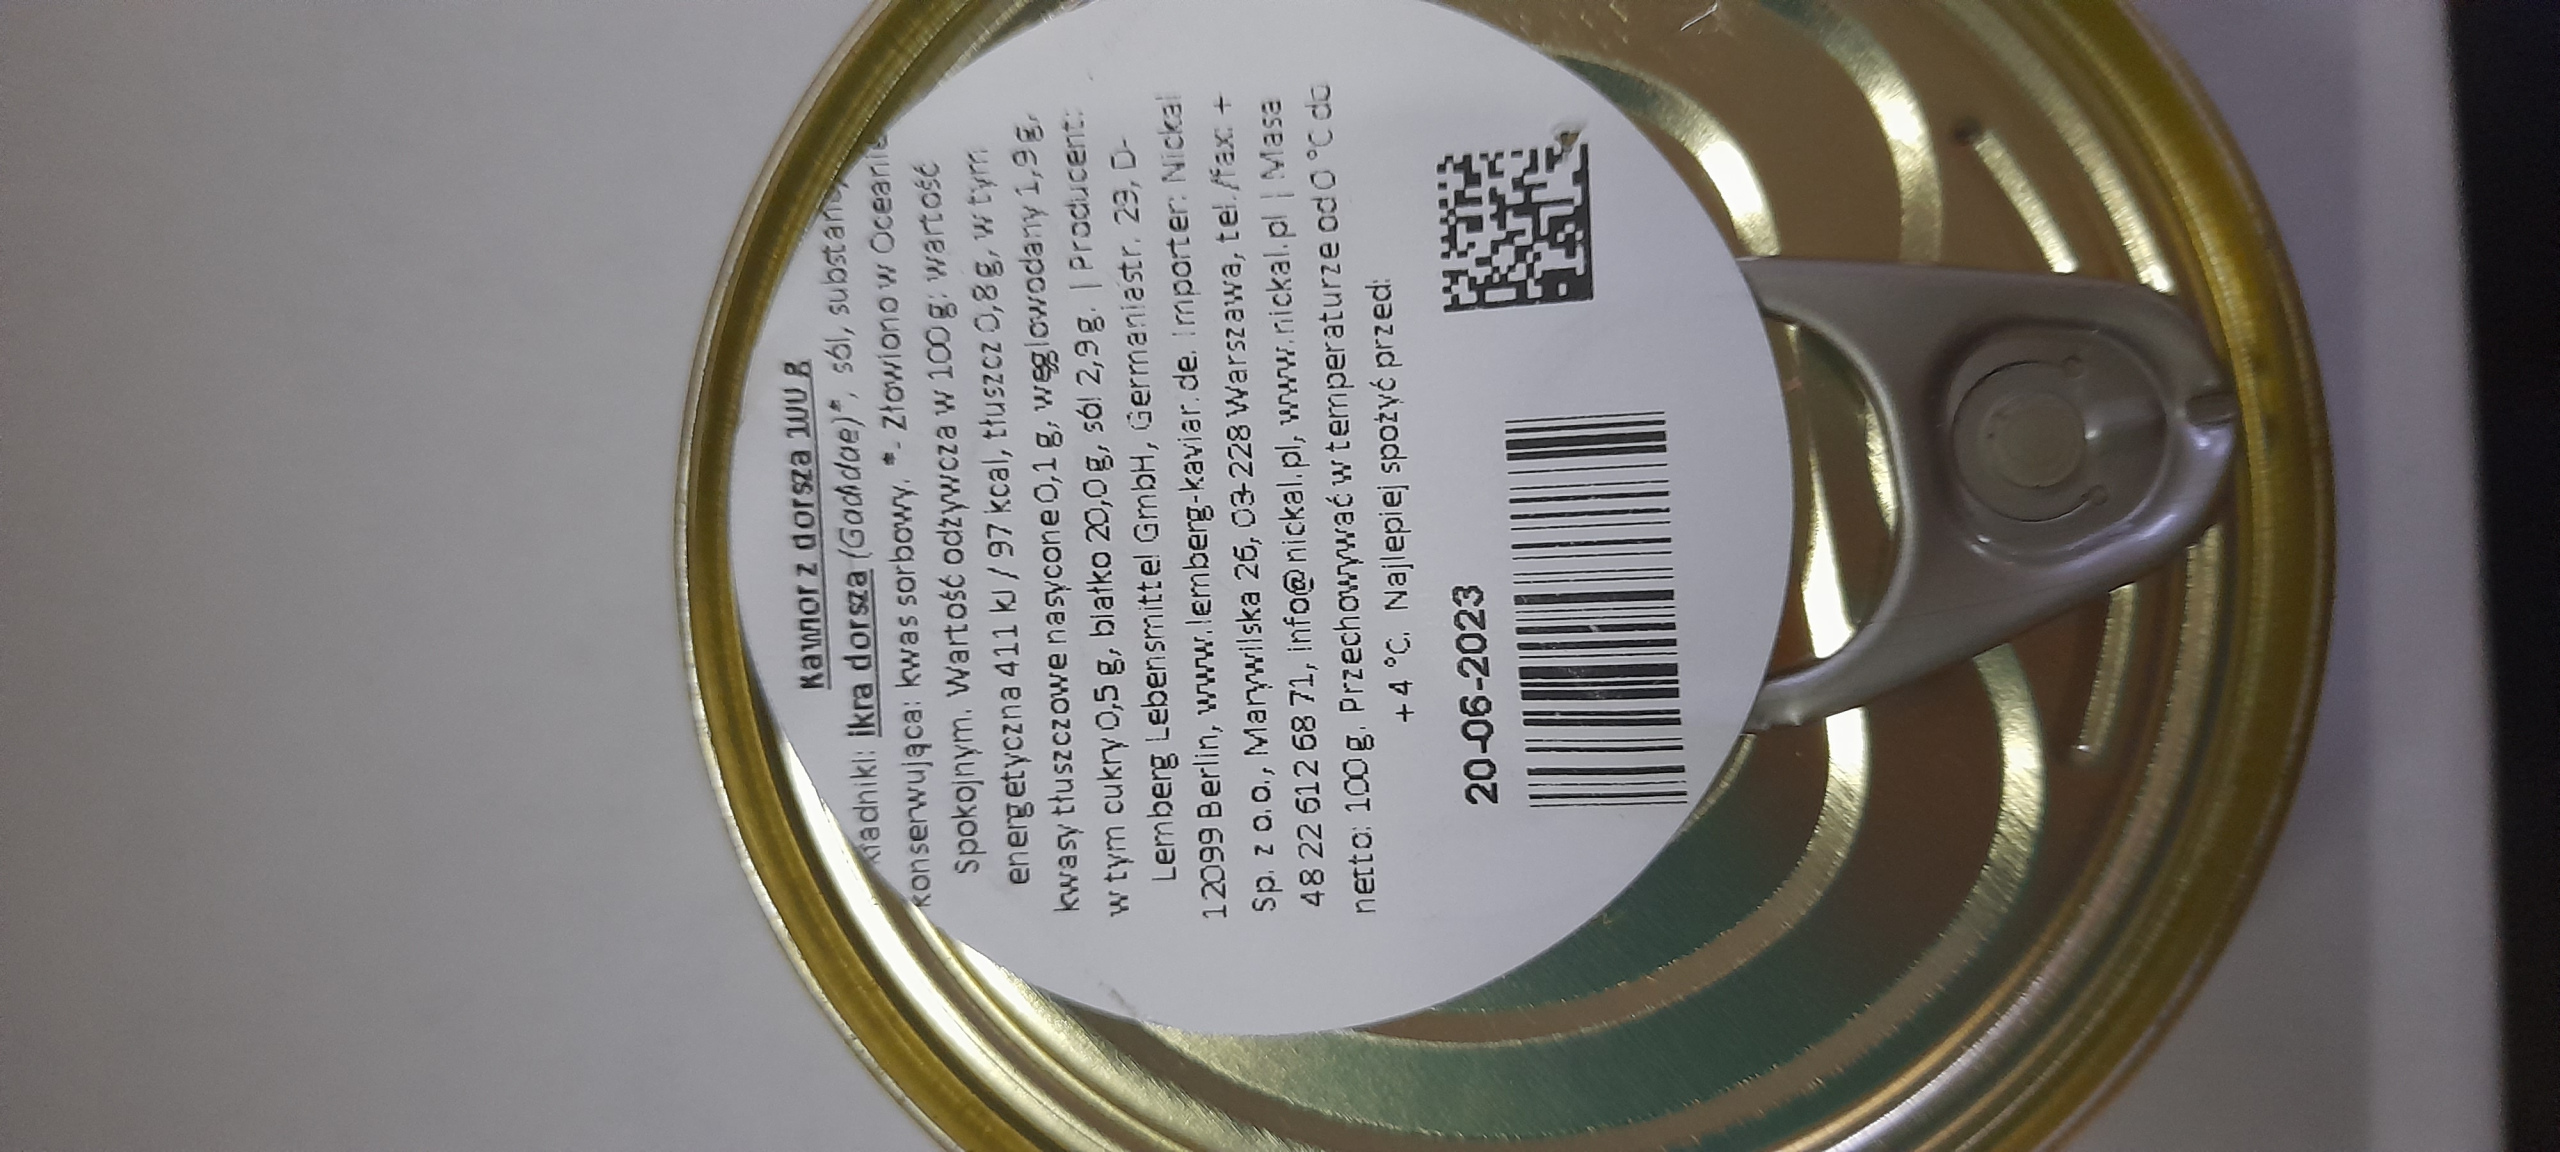 Kawior z dorsza 100 g
składniki: ikra dorsza (Gadidae)*, sól,
konserwująca: kwas sorbowy. *- Złowiono w Oceanie
Spokojnym. Wartość odżywcza w 100 g: wartość
energetyczna 411 kJ / 97 kcal, tłuszcz 0,8 g, w tym
kwasy tłuszczowe nasycone 0,1 g, węglowodany 1,9 g,
w tym cukry 0,5 g, białko 20,0 g, sól 2,9 g. | Producent:
Lemberg Lebensmittel GmbH, Germaniastr. 29, D-
12099 Berlin, www.lemberg-kaviar.de. Importer: Nickal
Sp. z o.o., Marywilska 26, 03-228 Warszawa, tel./fax: +
48 22 612 68 71, info@nickal.pl, www.nickal.pl | Masa
netto: 100 g. Przechowywać w temperaturze od 0 °C do
+ 4 °C. Najlepiej spożyć przed:
20-06-2023